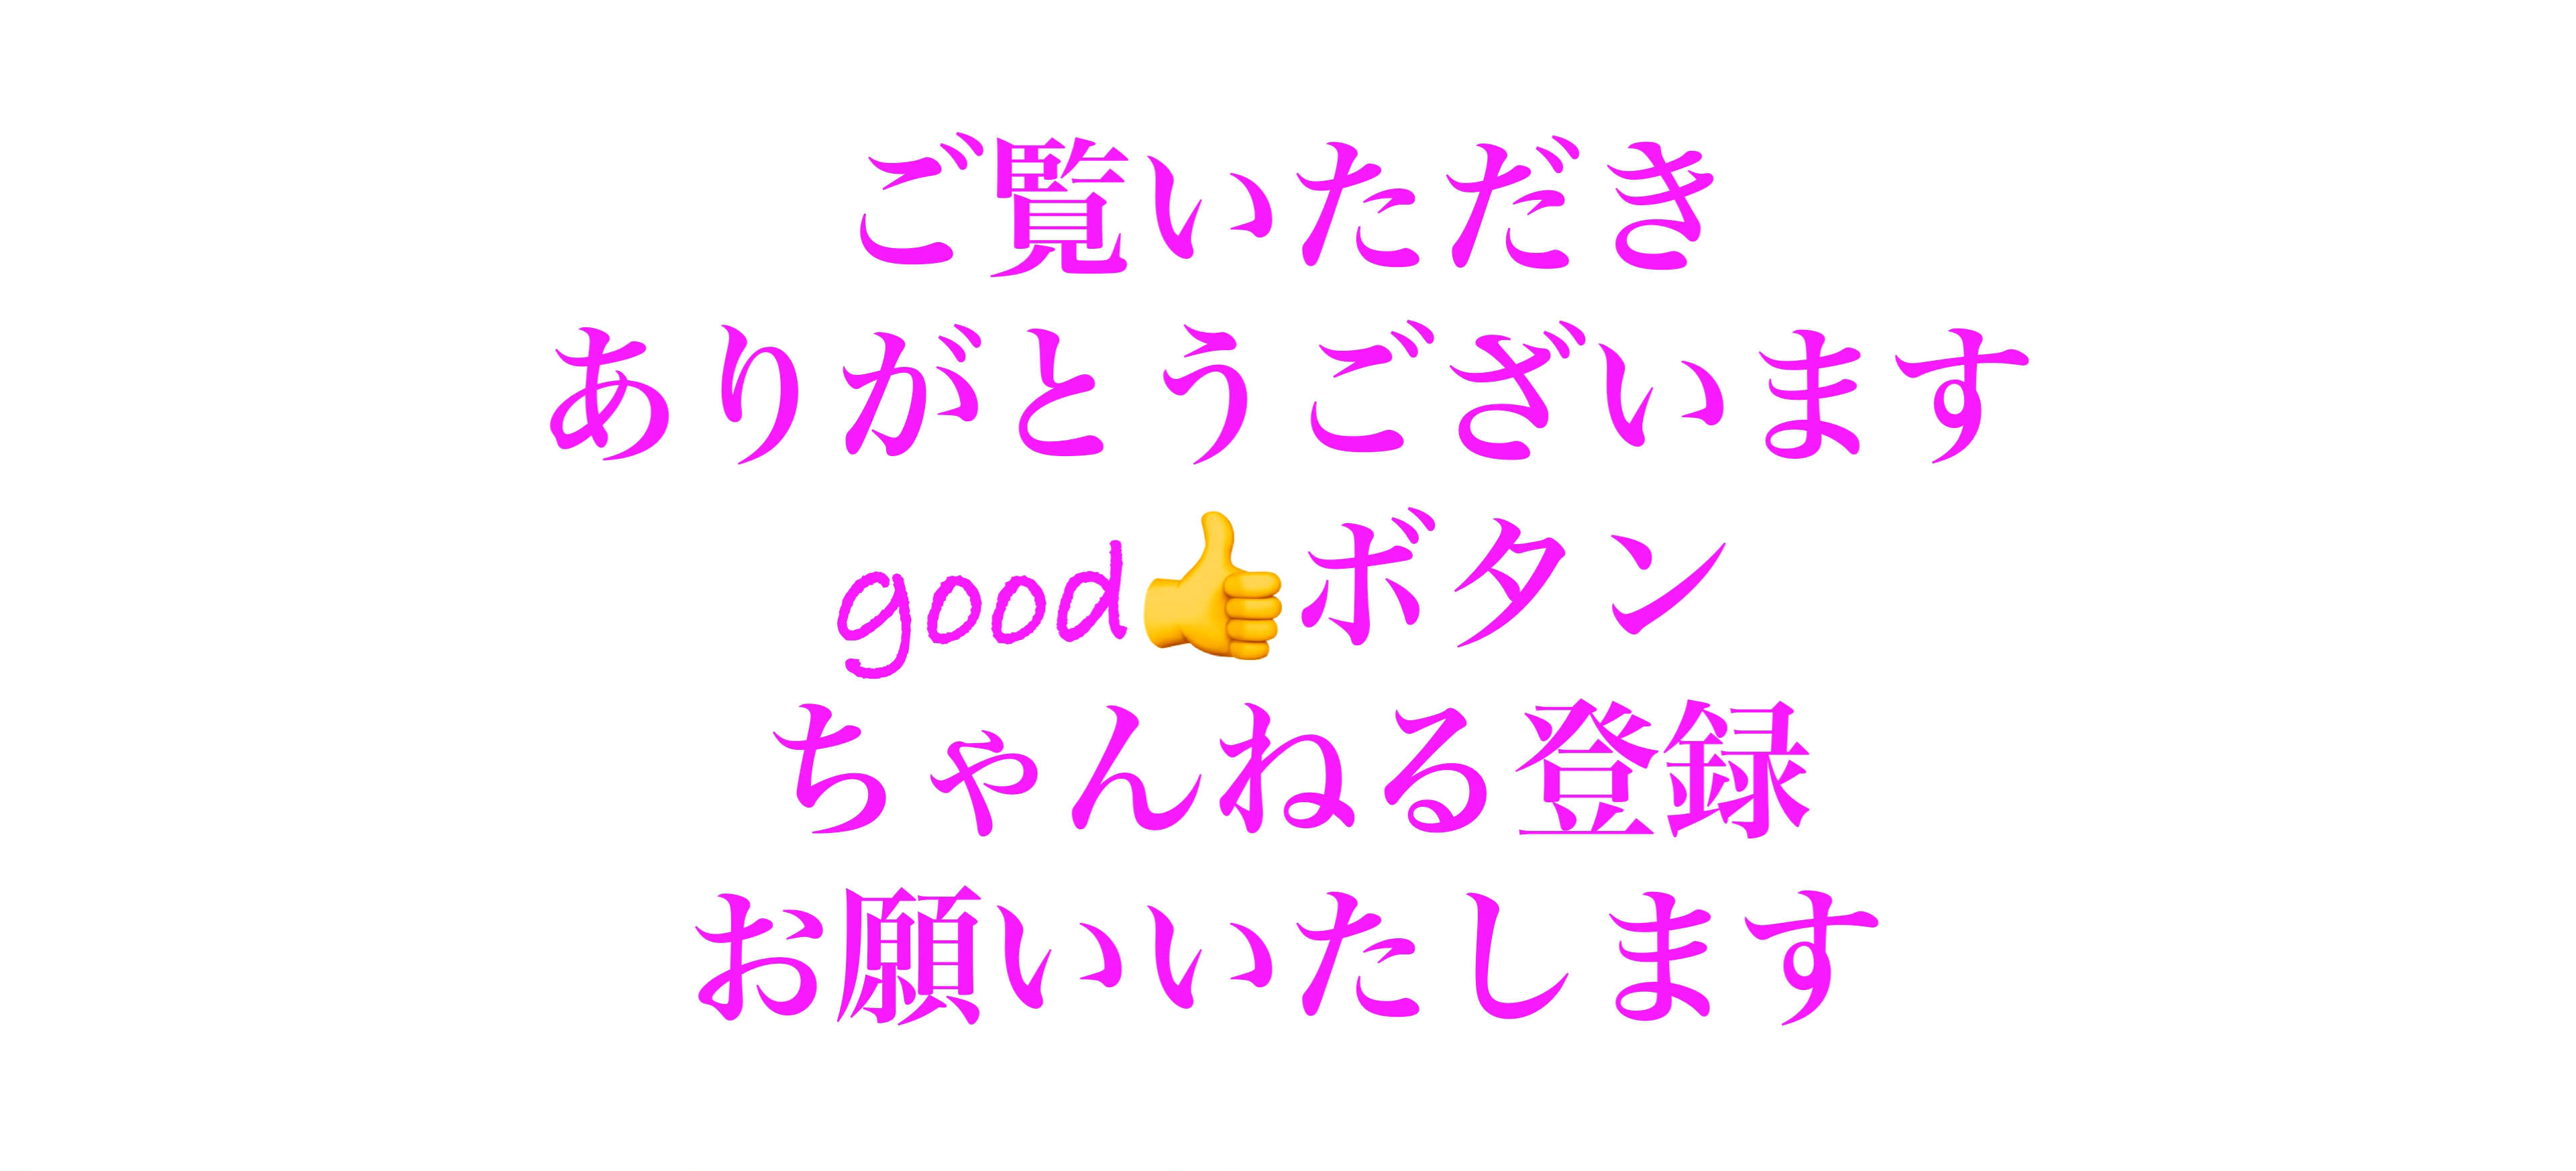 ご覧いただき
ありがとうございます
good👍ボタン
ちゃんねる登録
お願いいたします